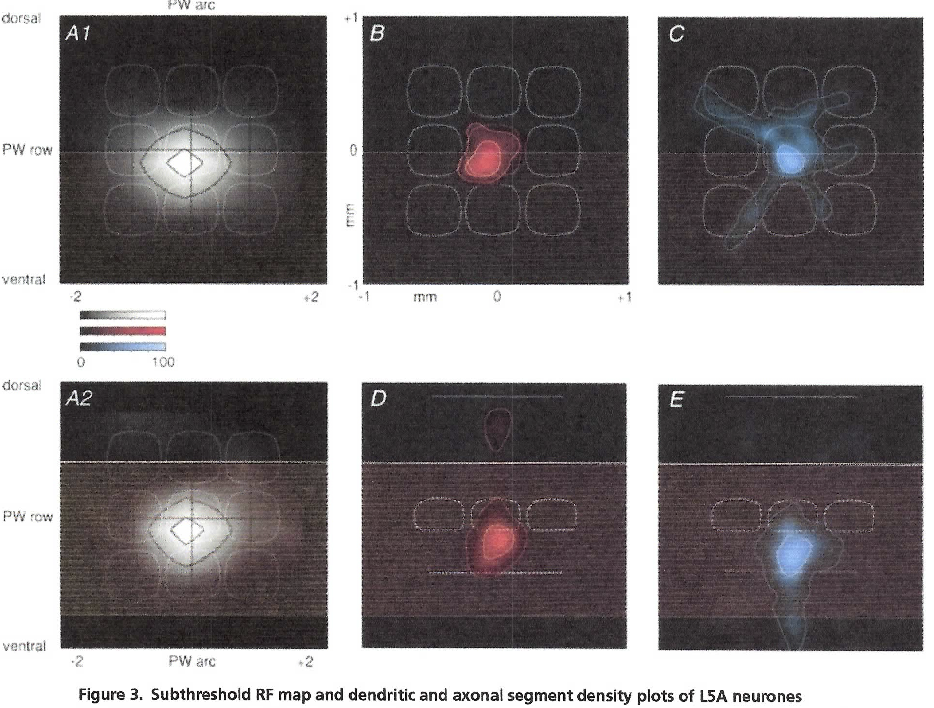 PW arc
dorsal
A1
+1
B
C
PW row
0
mm
ventral
-1
-2
+2
-1
mm
0
+1
0
100
dorsal
A2
D
E
PW row
ventral
-2
PW arc
+2
Figure 3. Subthreshold RF map and dendritic and axonal segment density plots of L5A neurones